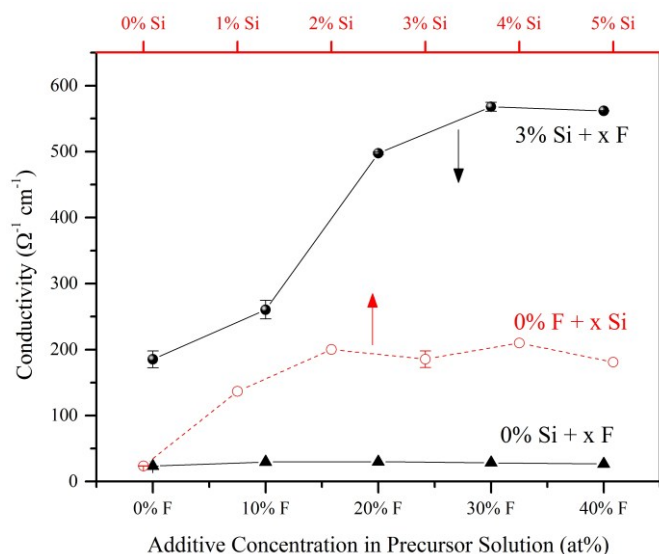 0% Si 1% Si 2% Si 3% Si 4% Si 5% Si
600
500
400
300
200
100
0
Conductivity (Ω⁻¹ cm⁻¹)
3% Si + x F
0% F + x Si
0% Si + x F
0% F 10% F 20% F 30% F 40% F
Additive Concentration in Precursor Solution (at%)